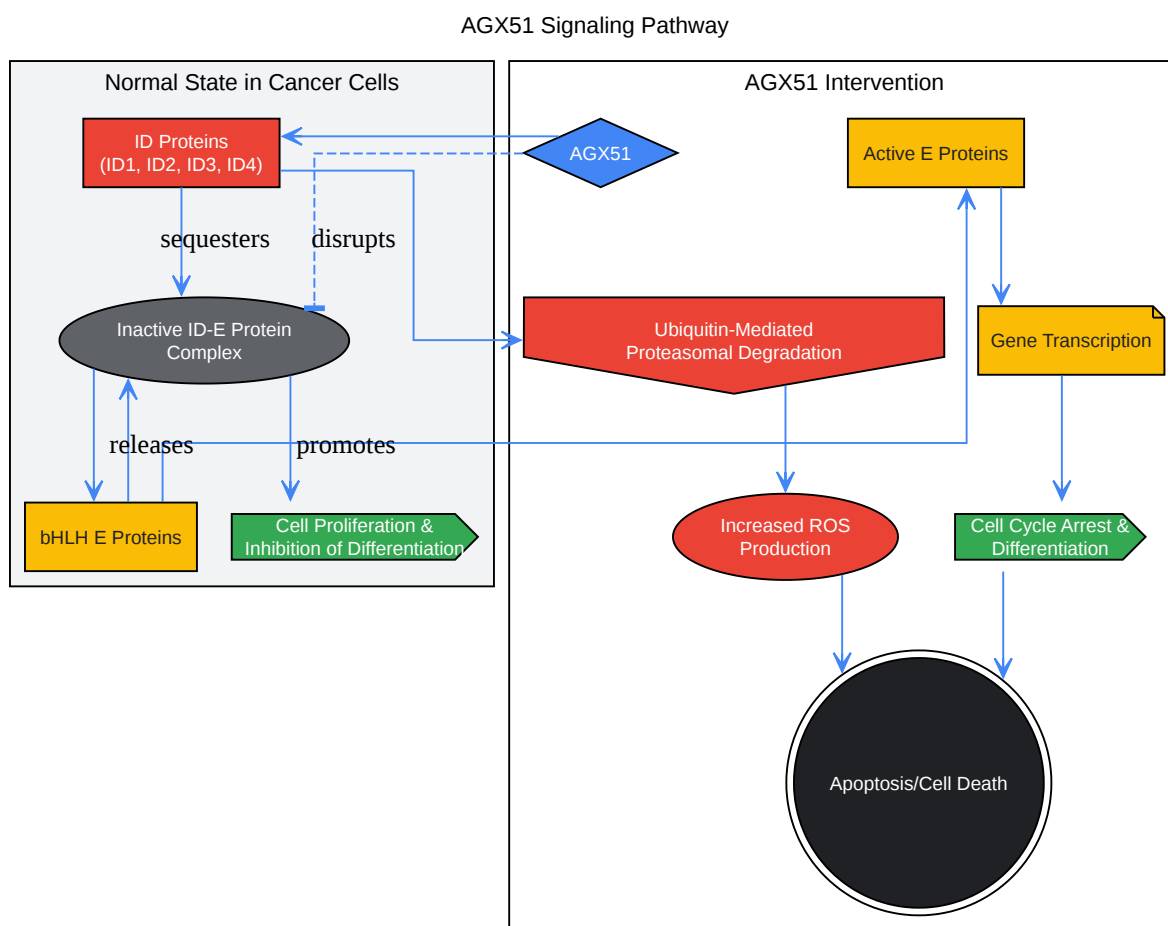 AGX51 Signaling Pathway
Normal State in Cancer Cells
ID Proteins
(ID1, ID2, ID3, ID4)
sequesters
disrupts
Inactive ID-E Protein
Complex
releases
promotes
bHLH E Proteins
Cell Proliferation &
Inhibition of Differentiation
AGX51 Intervention
AGX51
Active E Proteins
Ubiquitin-Mediated
Proteasomal Degradation
Gene Transcription
Increased ROS
Production
Cell Cycle Arrest &
Differentiation
Apoptosis/Cell Death